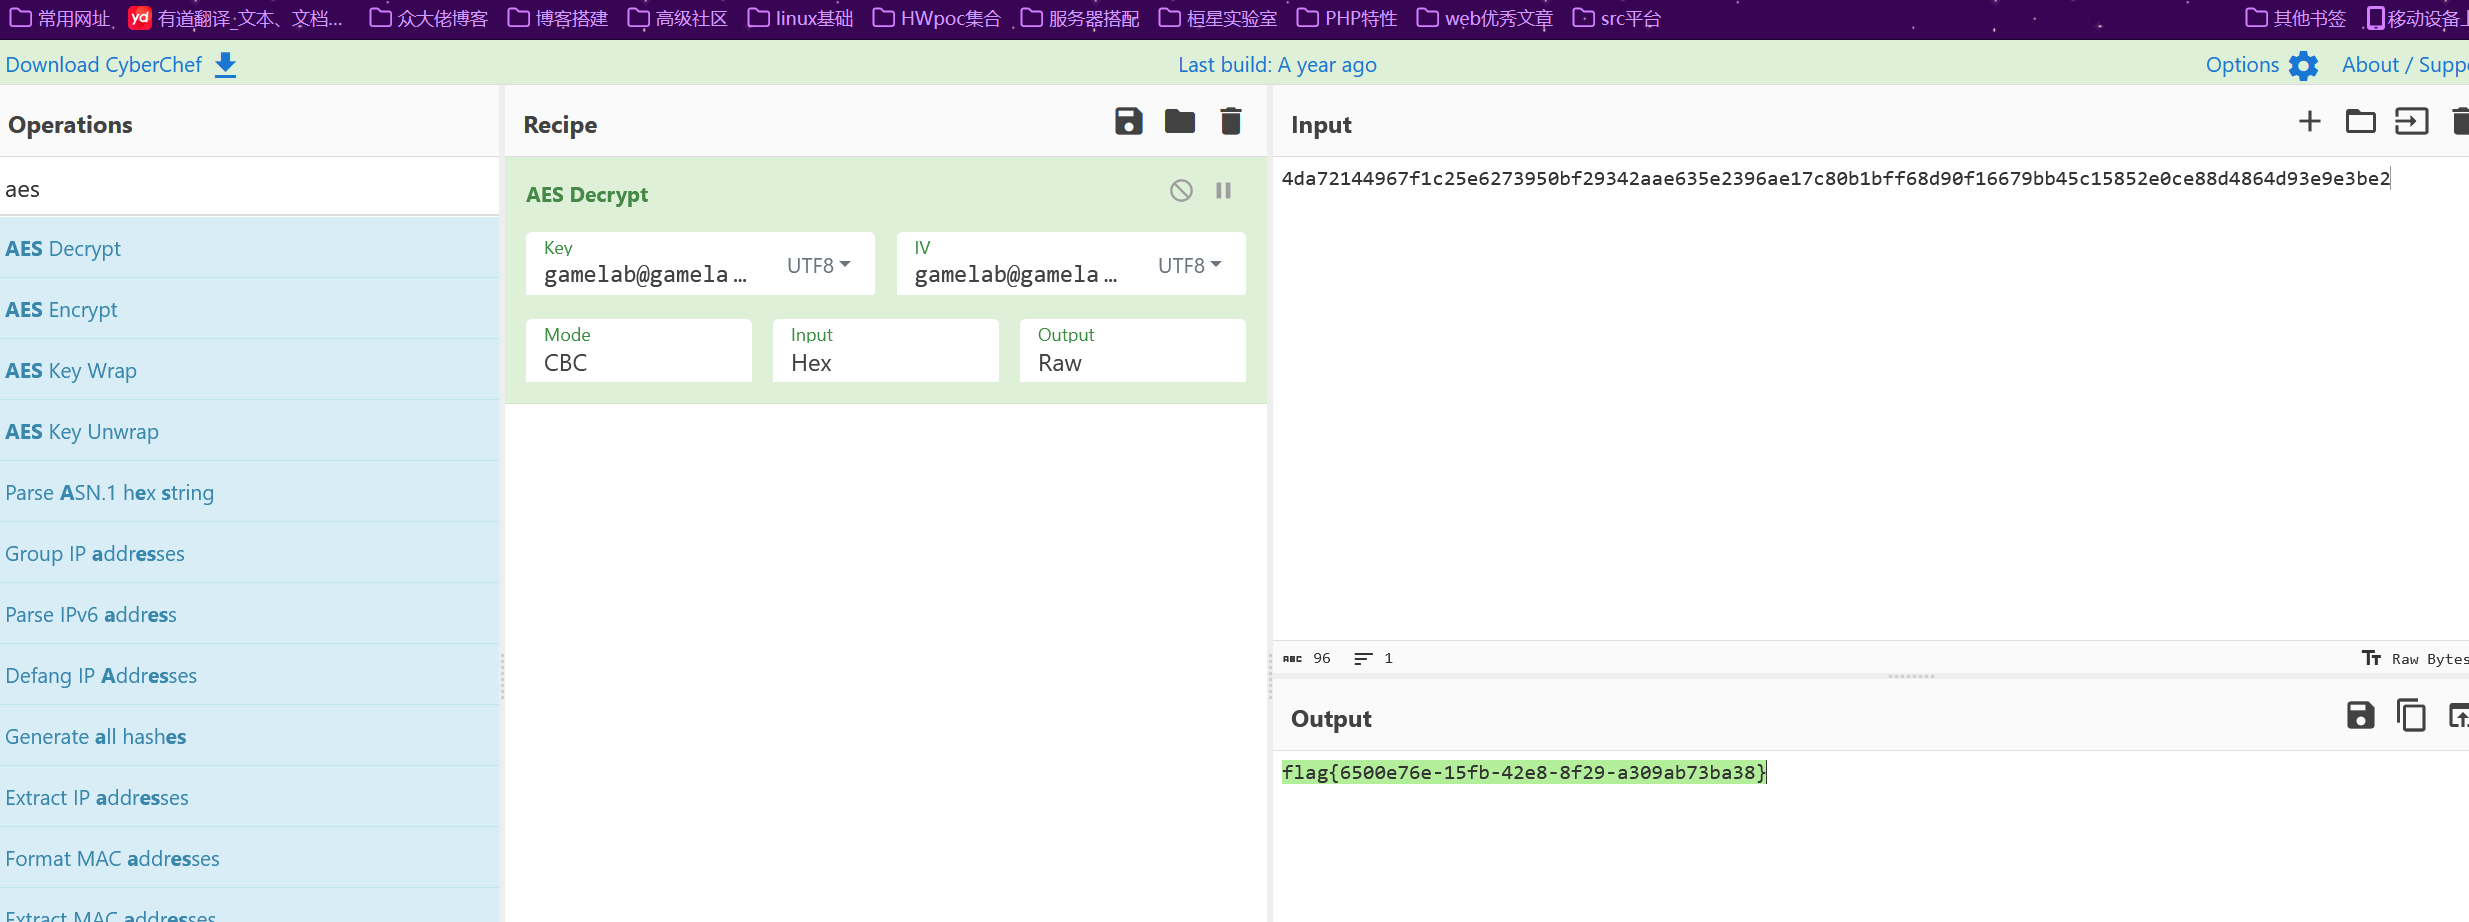 常用网址 有道翻译_文本、文档... 众大佬博客 博客搭建 高级社区 linux基础 HWpoc集合 服务器搭配 桓星实验室 PHP特性 web优秀文章 src平台 其他书签 移动设备上
Download CyberChef Last build: A year ago Options About / Suppo
Operations
aes
AES Decrypt
AES Encrypt
AES Key Wrap
AES Key Unwrap
Parse ASN.1 hex string
Group IP addresses
Parse IPv6 address
Defang IP Addresses
Generate all hashes
Extract IP addresses
Format MAC addresses
Extract MAC addresses
Recipe
AES Decrypt
Key
gamelab@gamela… UTF8
IV
gamelab@gamela… UTF8
Mode
CBC
Input
Hex
Output
Raw
Input
4da72144967f1c25e6273950bf29342aae635e2396ae17c80b1bff68d90f16679bb45c15852e0ce88d4864d93e9e3be2
ABC 96 1 Tт Raw Bytes
Output
flag{6500e76e-15fb-42e8-8f29-a309ab73ba38}